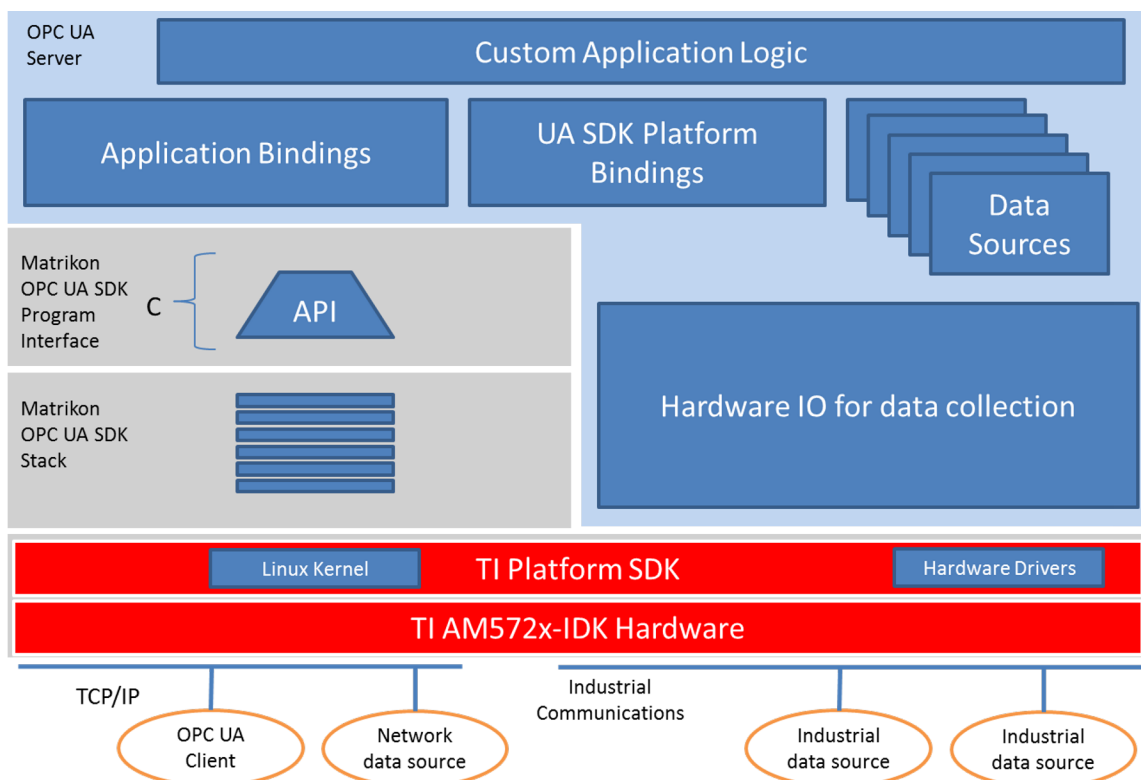 OPC UA
Server
Custom Application Logic
Application Bindings
UA SDK Platform
Bindings
Data
Sources
Matrikon
OPC UA SDK
Program
Interface
C
API
Hardware IO for data collection
Matrikon
OPC UA SDK
Stack
Linux Kernel
TI Platform SDK
Hardware Drivers
TI AM572x-IDK Hardware
TCP/IP
Industrial
Communications
OPC UA
Client
Network
data source
Industrial
data source
Industrial
data source